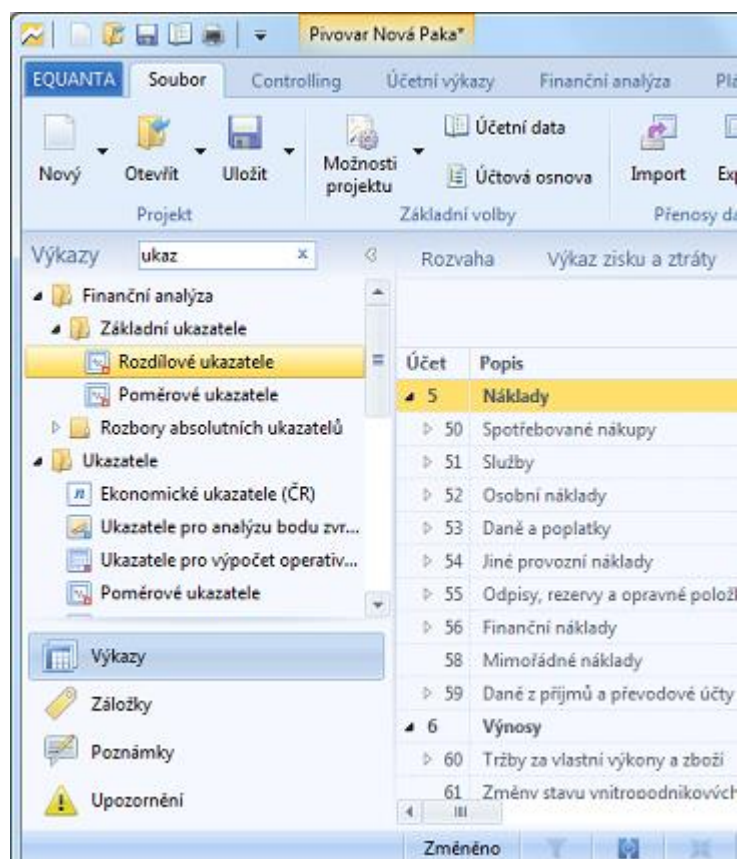 Pivovar Nová Paka*
EQUANTA Soubor Controlling Účetní výkazy Finanční analýza
Nový Otevřít Uložit Možnosti projektu Účetní data Účtová osnova Import
Projekt Základní volby Přenosy
Výkazy ukaz
Rozvaha Výkaz zisku a ztráty
Finanční analýza
Základní ukazatele
Rozdílové ukazatele
Poměrové ukazatele
Rozbory absolutních ukazatelů
Ukazatele
Ekonomické ukazatele (ČR)
Ukazatele pro analýzu bodu zvr...
Ukazatele pro výpočet operativ...
Poměrové ukazatele
Výkazy
Záložky
Poznámky
Upozornění
Účet Popis
5 Náklady
50 Spotřebované nákupy
51 Služby
52 Osobní náklady
53 Daně a poplatky
54 Jiné provozní náklady
55 Odpisy, rezervy a opravné polož
56 Finanční náklady
58 Mimořádné náklady
59 Daně z příjmů a převodové účty
6 Výnosy
60 Tržby za vlastní výkony a zboží
61 Změny stavu vnitropodnikových
Změněno